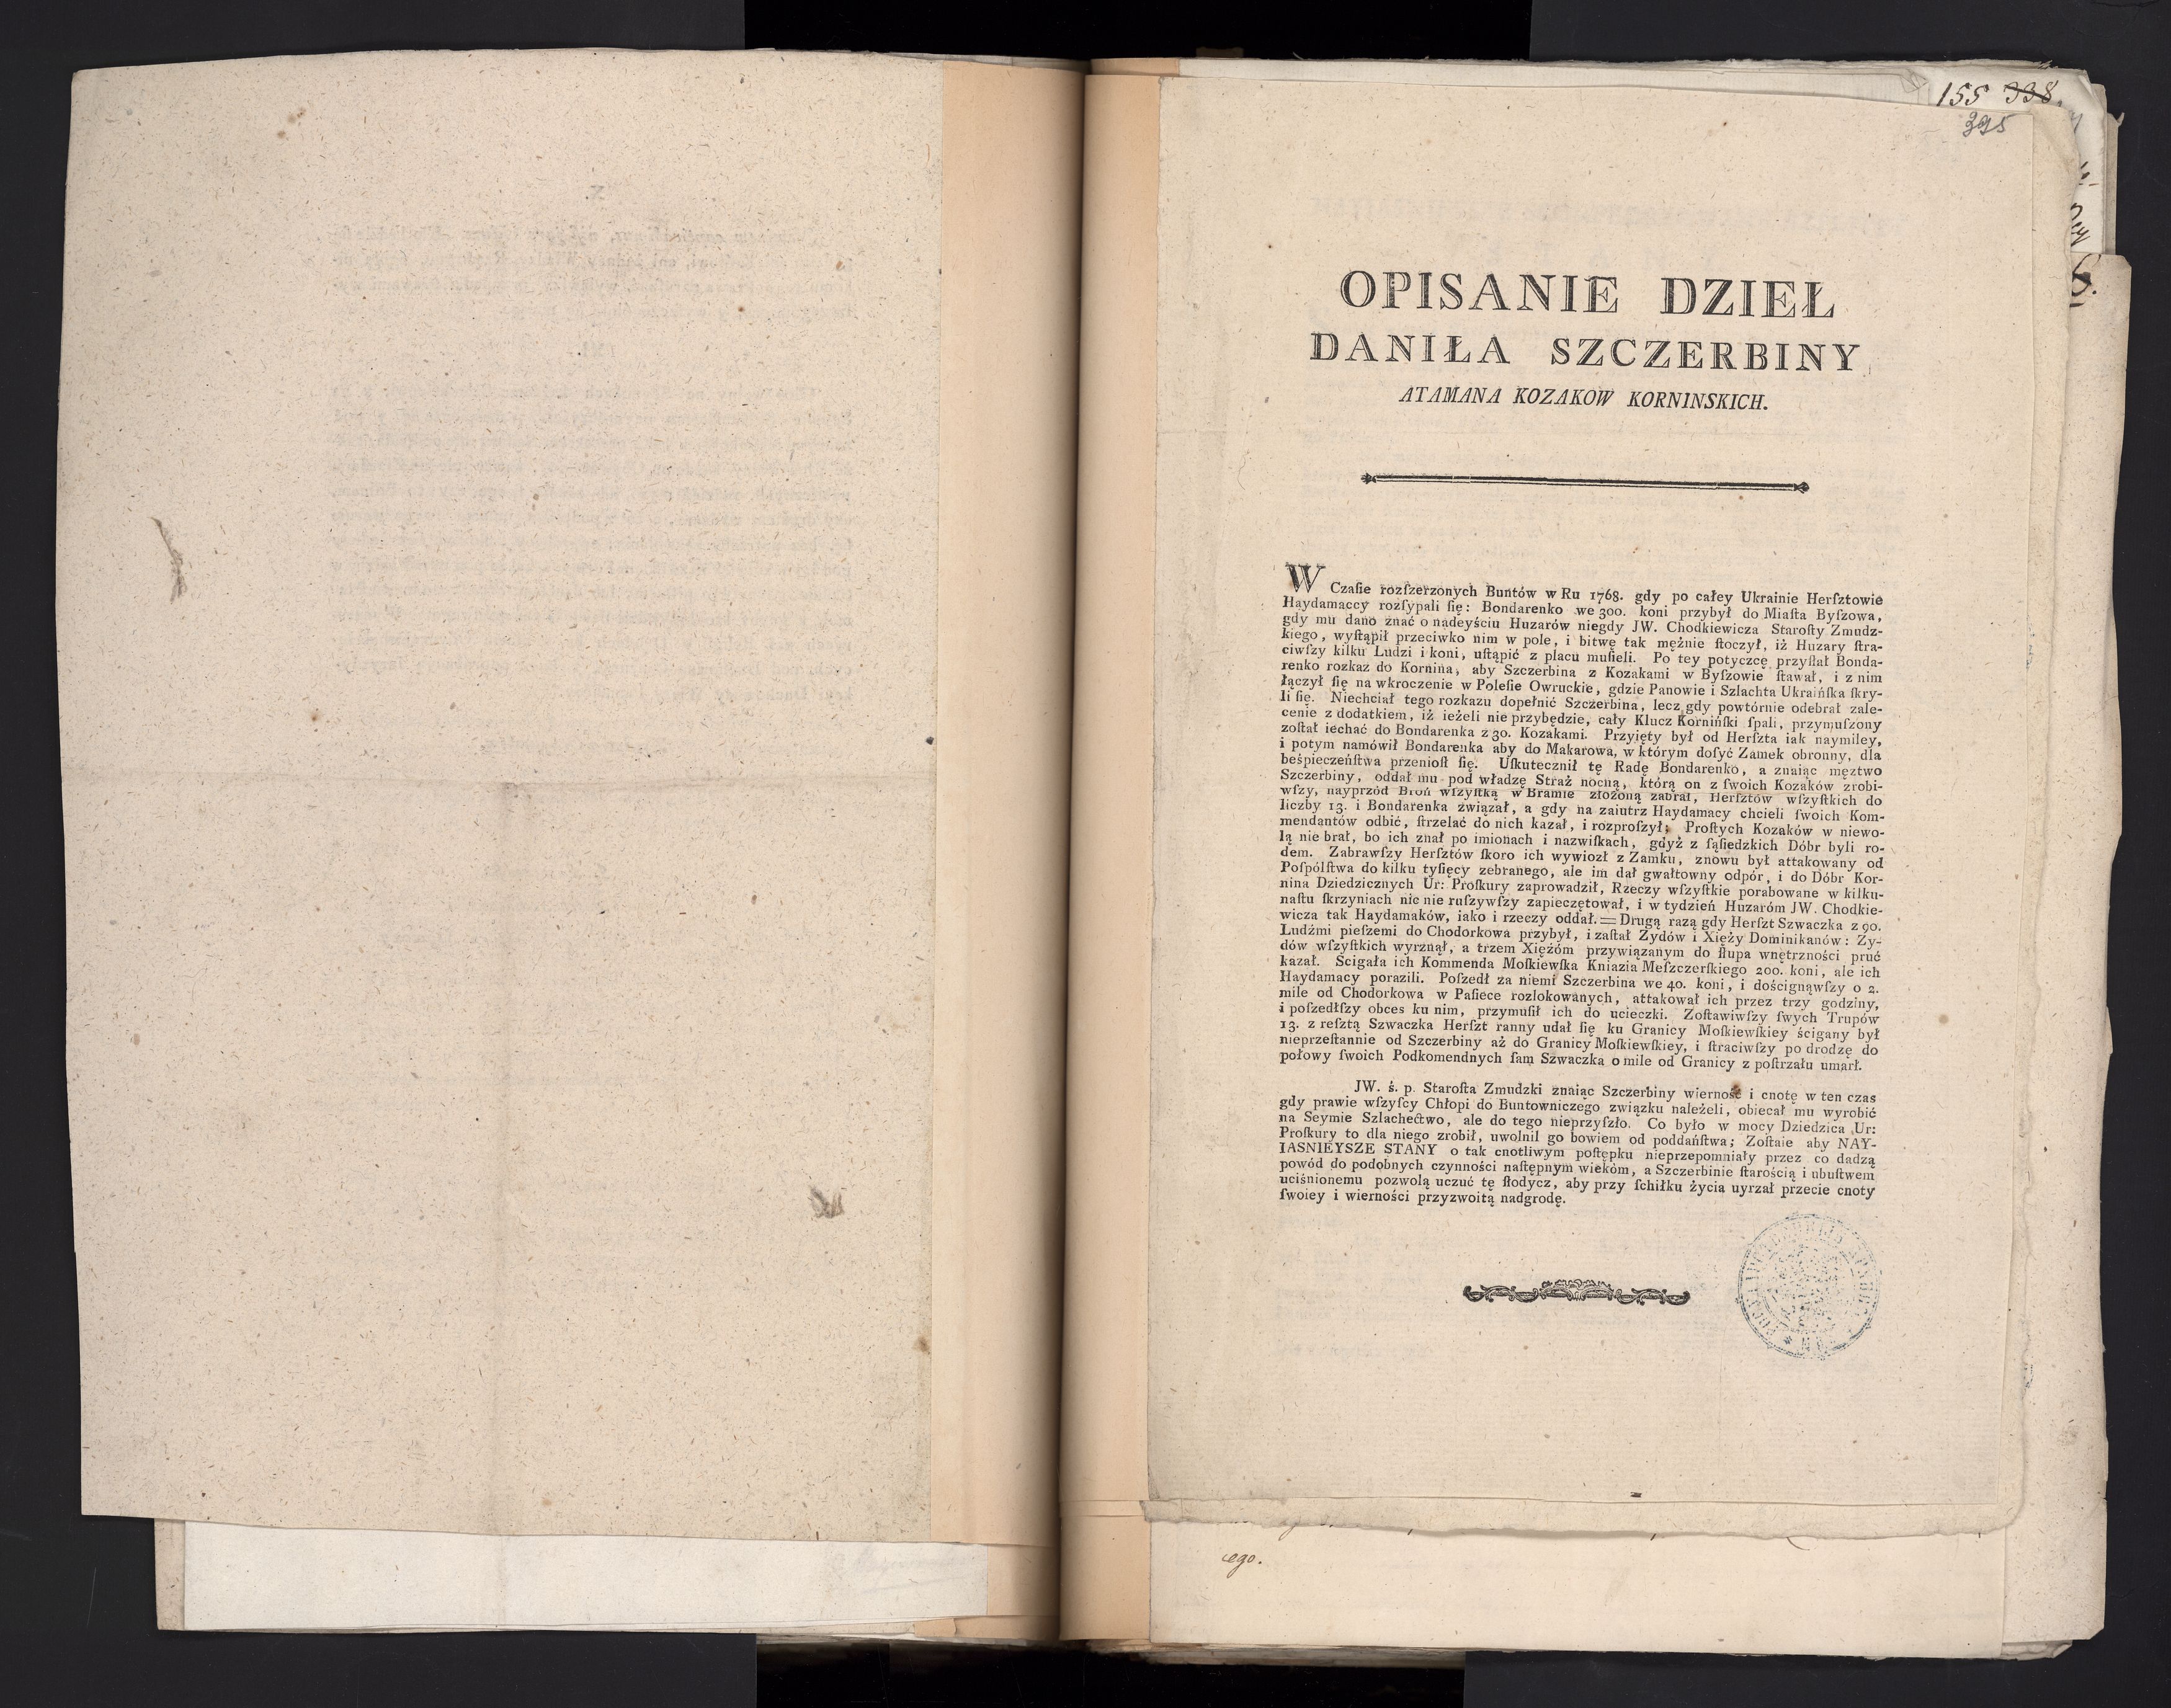 155 338.
395
OPISANIE DZIEŁ
DANIŁA SZCZERBINY
ATAMANA KOZAKOW KORNINSKICH.
W Czaſie rozſzerzonych Buntów w Ru 1768. gdy po całey Ukrainie Herſztowie
Haydamaccy rozſypali ſię: Bondarenko we 300. koni przybył do Miaſta Byſzowa,
gdy mu dano znać o nadeyściu Huzarów niegdy JW. Chodkiewicza Staroſty Zmudz-
kiego, wyſtąpił przeciwko nim w pole, i bitwę tak mężnie ſtoczył, iż Huzary ſtra-
ciwſzy kilku Ludzi i koni, uſtąpić z placu muſieli. Po tey potyczcę przyſłał Bonda-
renko rozkaz do Kornina, aby Szczerbina z Kozakami w Byſzowie ſtawał, i z nim
łączył ſię na wkroczenie w Poleſie Owruckie, gdzie Panowie i Szlachta Ukraińſka ſkry-
li ſię. Niechciał tego rozkazu dopełnić Szczerbina, lecz gdy powtórnie odebrał zale-
cenie z dodatkiem, iż ieżeli nie przybędzie, cały Klucz Kornińſki ſpali, przymuſzony
zoſtał iechać do Bondarenka z 30. Kozakami. Przyięty był od Herſzta iak naymiley,
i potym namówił Bondarenka aby do Makarowa, w którym dofyć Zamek obronny, dla
beśpieczeńſtwa przenioſł ſię. Uſkutecznił tę Radę Bondarenko, a znaiąc męztwo
Szczerbiny, oddał mu pod władzę Straż nocną, którą on z ſwoich Kozaków zrobi-
wſzy, nayprzód Broń wſzyſtką w Bramie złożoną zabrał, Herſztów wſzyſtkich do
liczby 13. i Bondarenka związał, a gdy na zaiutrz Haydamacy chcieli ſwoich Kom-
mendantów odbić, ſtrzelać do nich kazał, i rozproſzył; Proſtych Kozaków w niewo-
lą nie brał, bo ich znał po imionach i nazwiſkach, gdyż z ſąſiedzkich Dóbr byli ro-
dem. Zabrawſzy Herſztów ſkoro ich wywiozł z Zamku, znowu był attakowany od
Poſpólſtwa do kilku tyſięcy zebranego, ale im dał gwałtowny odpór, i do Dóbr Kor-
nina Dziedzicznych Ur: Proſkury zaprowadził, Rzeczy wſzyſtkie porabowane w kilku-
naſtu ſkrzyniach nic nie ruſzywſzy zapieczętował, i w tydzień Huzaróm JW. Chodkie-
wicza tak Haydamaków, iako i rzeczy oddał. = Drugą razą gdy Herſzt Szwaczka z 90.
Ludźmi pieſzemi do Chodorkowa przybył, i zaſtał Zydów i Xięży Dominikanów: Zy-
dów wſzyſtkich wyrznął, a trzem Xiężóm przywiązanym do ſłupa wnętrzności pruć
kazał. Scigała ich Kommenda Moſkiewſka Kniazia Meſzczerſkiego 200. koni, ale ich
Haydamacy porazili. Poſzedł za niemi Szczerbina we 40. koni, i doścignąwſzy o 2.
mile od Chodorkowa w Paſiece rozlokowanych, attakował ich przez trzy godziny,
i poſzedłſzy obces ku nim, przymuſił ich do ucieczki. Zoſtawiwſzy ſwych Trupów
13. z reſztą Szwaczka Herſzt ranny udał ſię ku Granicy Moſkiewſkiey ścigany był
nieprzeſtannie od Szczerbiny aż do Granicy Moſkiewſkiey, i ſtraciwſzy po drodzę do
połowy ſwoich Podkomendnych ſam Szwaczka o mile od Granicy z poſtrzału umarł.
JW. ś. p. Staroſta Zmudzki znaiąc Szczerbiny wierność i cnotę w ten czas
gdy prawie wſzyſcy Chłopi do Buntowniczego związku należeli, obiecał mu wyrobić
na Seymie Szlachectwo, ale do tego nieprzyſzło. Co było w mocy Dziedzica Ur:
Proſkury to dla niego zrobił, uwolnil go bowiem od poddańſtwa; Zoſtaie aby NAY-
IASNIEYSZE STANY o tak cnotliwym poſtępku nieprzepomniały przez co dadzą
powód do podobnych czynności naſtępnym wiekóm, a Szczerbinie ſtarością i ubuſtwem
uciśnionemu pozwolą uczuć tę ſłodycz, aby przy ſchiłku życia uyrzał przecie cnoty
ſwoiey i wierności przyzwoitą nadgrodę.
ego.